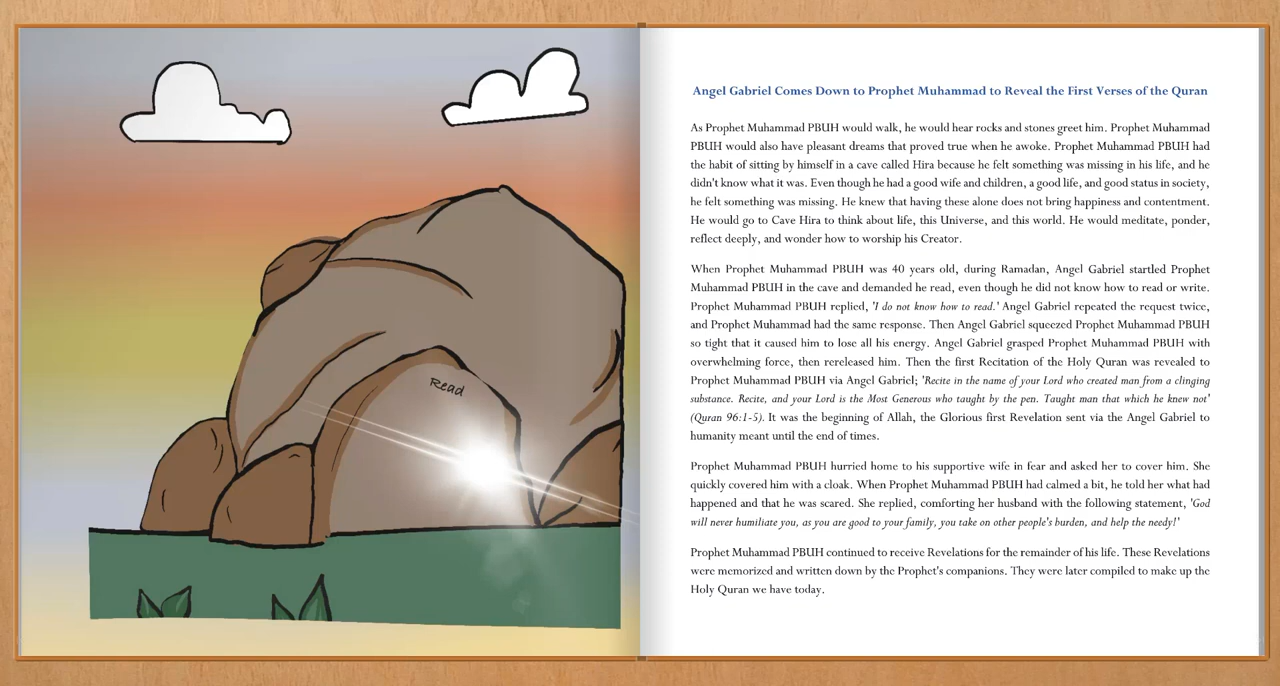 Read
Angel Gabriel Comes Down to Prophet Muhammad to Reveal the First Verses of the Quran
As Prophet Muhammad PBUH would walk, he would hear rocks and stones greet him. Prophet Muhammad
PBUH would also have pleasant dreams that proved true when he awoke. Prophet Muhammad PBUH had
the habit of sitting by himself in a cave called Hira because he felt something was missing in his life, and he
didn't know what it was. Even though he had a good wife and children, a good life, and good status in society,
he felt something was missing. He knew that having these alone does not bring happiness and contentment.
He would go to Cave Hira to think about life, this Universe, and this world. He would meditate, ponder,
reflect deeply, and wonder how to worship his Creator.
When Prophet Muhammad PBUH was 40 years old, during Ramadan, Angel Gabriel startled Prophet
Muhammad PBUH in the cave and demanded he read, even though he did not know how to read or write.
Prophet Muhammad PBUH replied, 'I do not know how to read.' Angel Gabriel repeated the request twice,
and Prophet Muhammad had the same response. Then Angel Gabriel squeezed Prophet Muhammad PBUH
so tight that it caused him to lose all his energy. Angel Gabriel grasped Prophet Muhammad PBUH with
overwhelming force, then rereleased him. Then the first Recitation of the Holy Quran was revealed to
Prophet Muhammad PBUH via Angel Gabriel; 'Recite in the name of your Lord who created man from a clinging
substance. Recite, and your Lord is the Most Generous who taught by the pen. Taught man that which he knew not'
(Quran 96:1-5). It was the beginning of Allah, the Glorious first Revelation sent via the Angel Gabriel to
humanity meant until the end of times.
Prophet Muhammad PBUH hurried home to his supportive wife in fear and asked her to cover him. She
quickly covered him with a cloak. When Prophet Muhammad PBUH had calmed a bit, he told her what had
happened and that he was scared. She replied, comforting her husband with the following statement, 'God
will never humiliate you, as you are good to your family, you take on other people's burden, and help the needy!'
Prophet Muhammad PBUH continued to receive Revelations for the remainder of his life. These Revelations
were memorized and written down by the Prophet's companions. They were later compiled to make up the
Holy Quran we have today.